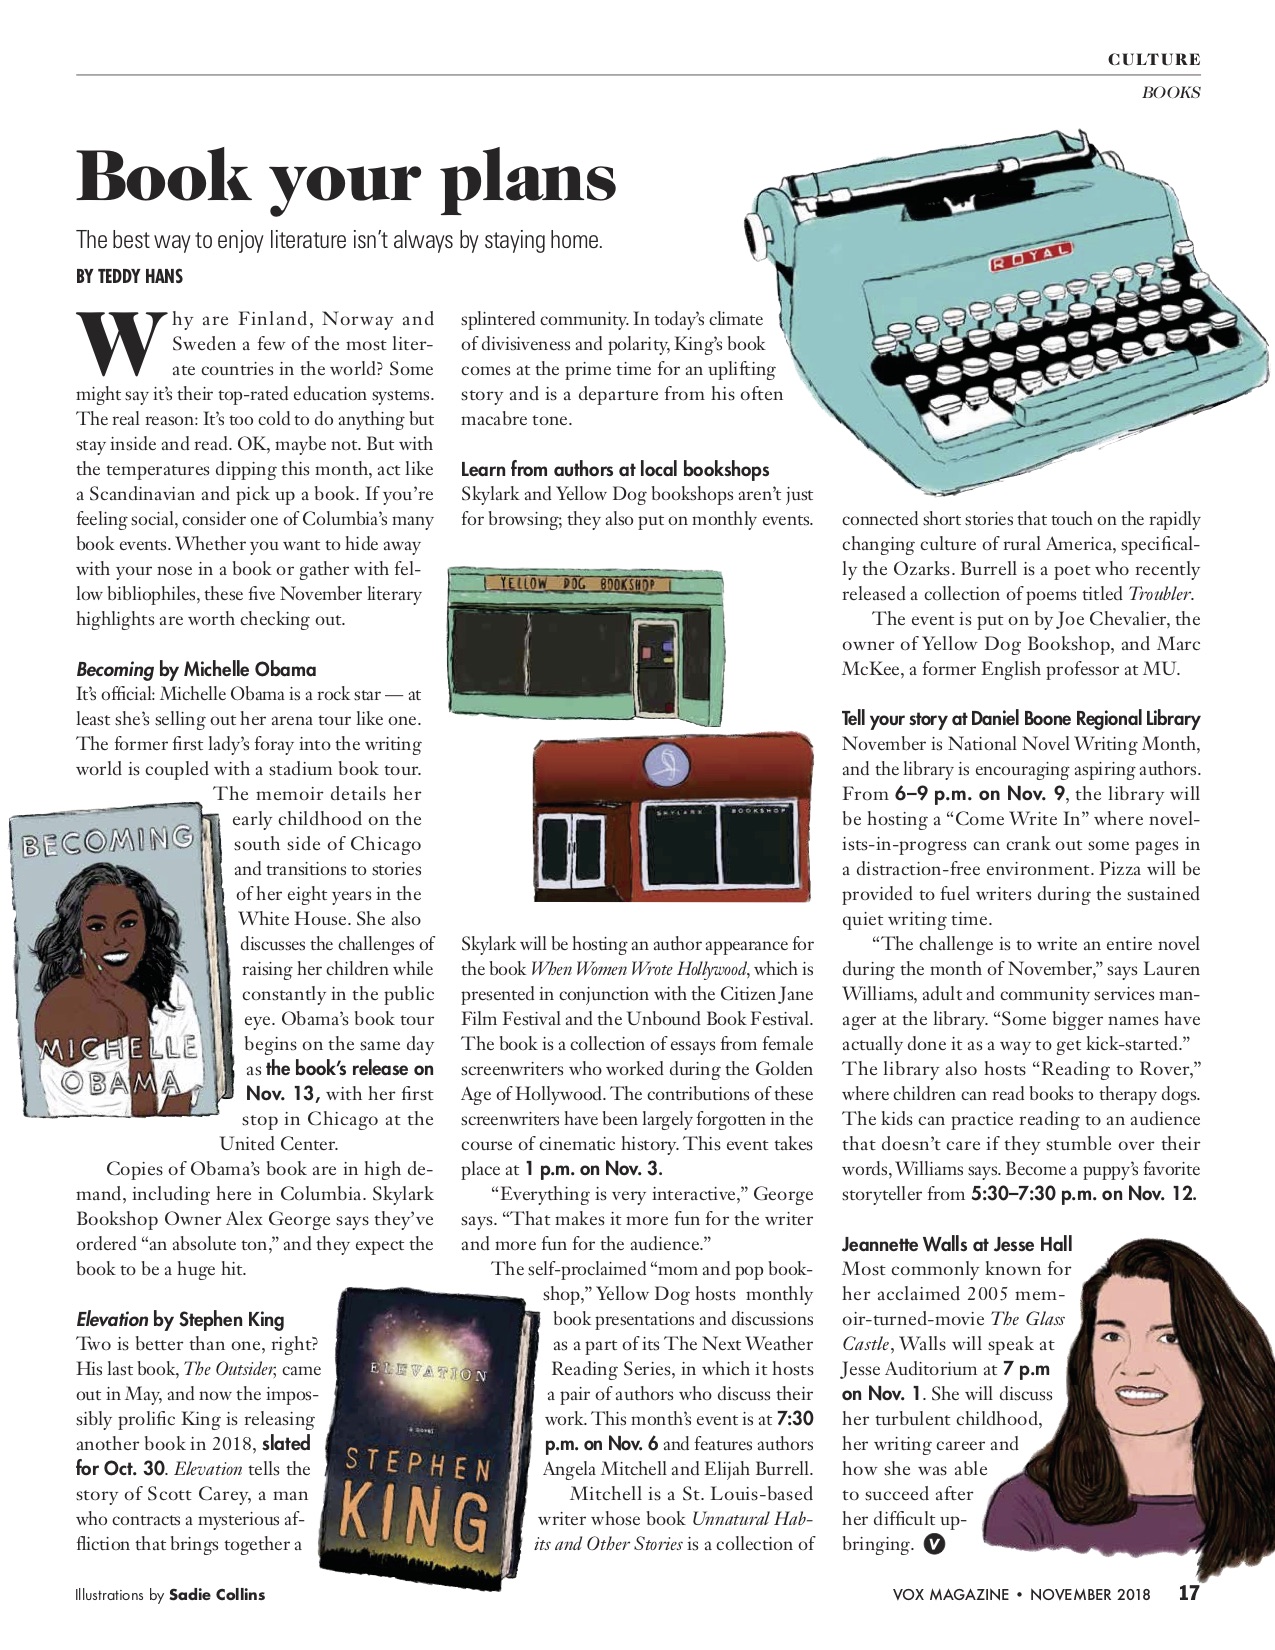 CULTURE
BOOKS
Book your plans
The best way to enjoy literature isn't always by staying home.
BY TEDDY HANS
Why are Finland, Norway and
Sweden a few of the most liter-
ate countries in the world? Some
might say it's their top-rated education systems.
The real reason: It's too cold to do anything but
stay inside and read. OK, maybe not. But with
the temperatures dipping this month, act like
a Scandinavian and pick up a book. If you're
feeling social, consider one of Columbia's many
book events. Whether you want to hide away
with your nose in a book or gather with fel-
low bibliophiles, these five November literary
highlights are worth checking out.
Becoming by Michelle Obama
It's official: Michelle Obama is a rock star — at
least she's selling out her arena tour like one.
The former first lady's foray into the writing
world is coupled with a stadium book tour.
The memoir details her
early childhood on the
south side of Chicago
and transitions to stories
of her eight years in the
White House. She also
discusses the challenges of
raising her children while
constantly in the public
eye. Obama's book tour
begins on the same day
as the book's release on
Nov. 13, with her first
stop in Chicago at the
United Center.
Copies of Obama's book are in high de-
mand, including here in Columbia. Skylark
Bookshop Owner Alex George says they've
ordered "an absolute ton," and they expect the
book to be a huge hit.
BECOMING
MICHELLE
OBAMA
Elevation by Stephen King
Two is better than one, right?
His last book, The Outsider, came
out in May, and now the impos-
sibly prolific King is releasing
another book in 2018, slated
for Oct. 30. Elevation tells the
story of Scott Carey, a man
who contracts a mysterious af-
fliction that brings together a
splintered community. In today's climate
of divisiveness and polarity, King's book
comes at the prime time for an uplifting
story and is a departure from his often
macabre tone.
ELEVATION
a novel
STEPHEN
KING
Learn from authors at local bookshops
Skylark and Yellow Dog bookshops aren't just
for browsing; they also put on monthly events.
YELLOW DOG BOOKSHOP
SKYLARK BOOKSHOP
Skylark will be hosting an author appearance for
the book When Women Wrote Hollywood, which is
presented in conjunction with the Citizen Jane
Film Festival and the Unbound Book Festival.
The book is a collection of essays from female
screenwriters who worked during the Golden
Age of Hollywood. The contributions of these
screenwriters have been largely forgotten in the
course of cinematic history. This event takes
place at 1 p.m. on Nov. 3.
"Everything is very interactive," George
says. "That makes it more fun for the writer
and more fun for the audience."
The self-proclaimed "mom and pop book-
shop," Yellow Dog hosts monthly
book presentations and discussions
as a part of its The Next Weather
Reading Series, in which it hosts
a pair of authors who discuss their
work. This month's event is at 7:30
p.m. on Nov. 6 and features authors
Angela Mitchell and Elijah Burrell.
Mitchell is a St. Louis-based
writer whose book Unnatural Hab-
its and Other Stories is a collection of
ROYAL
connected short stories that touch on the rapidly
changing culture of rural America, specifical-
ly the Ozarks. Burrell is a poet who recently
released a collection of poems titled Troubler.
The event is put on by Joe Chevalier, the
owner of Yellow Dog Bookshop, and Marc
McKee, a former English professor at MU.
Tell your story at Daniel Boone Regional Library
November is National Novel Writing Month,
and the library is encouraging aspiring authors.
From 6–9 p.m. on Nov. 9, the library will
be hosting a "Come Write In" where novel-
ists-in-progress can crank out some pages in
a distraction-free environment. Pizza will be
provided to fuel writers during the sustained
quiet writing time.
"The challenge is to write an entire novel
during the month of November," says Lauren
Williams, adult and community services man-
ager at the library. "Some bigger names have
actually done it as a way to get kick-started."
The library also hosts "Reading to Rover,"
where children can read books to therapy dogs.
The kids can practice reading to an audience
that doesn't care if they stumble over their
words, Williams says. Become a puppy's favorite
storyteller from 5:30–7:30 p.m. on Nov. 12.
Jeannette Walls at Jesse Hall
Most commonly known for
her acclaimed 2005 mem-
oir-turned-movie The Glass
Castle, Walls will speak at
Jesse Auditorium at 7 p.m
on Nov. 1. She will discuss
her turbulent childhood,
her writing career and
how she was able
to succeed after
her difficult up-
bringing. V
Illustrations by Sadie Collins
VOX MAGAZINE • NOVEMBER 2018 17